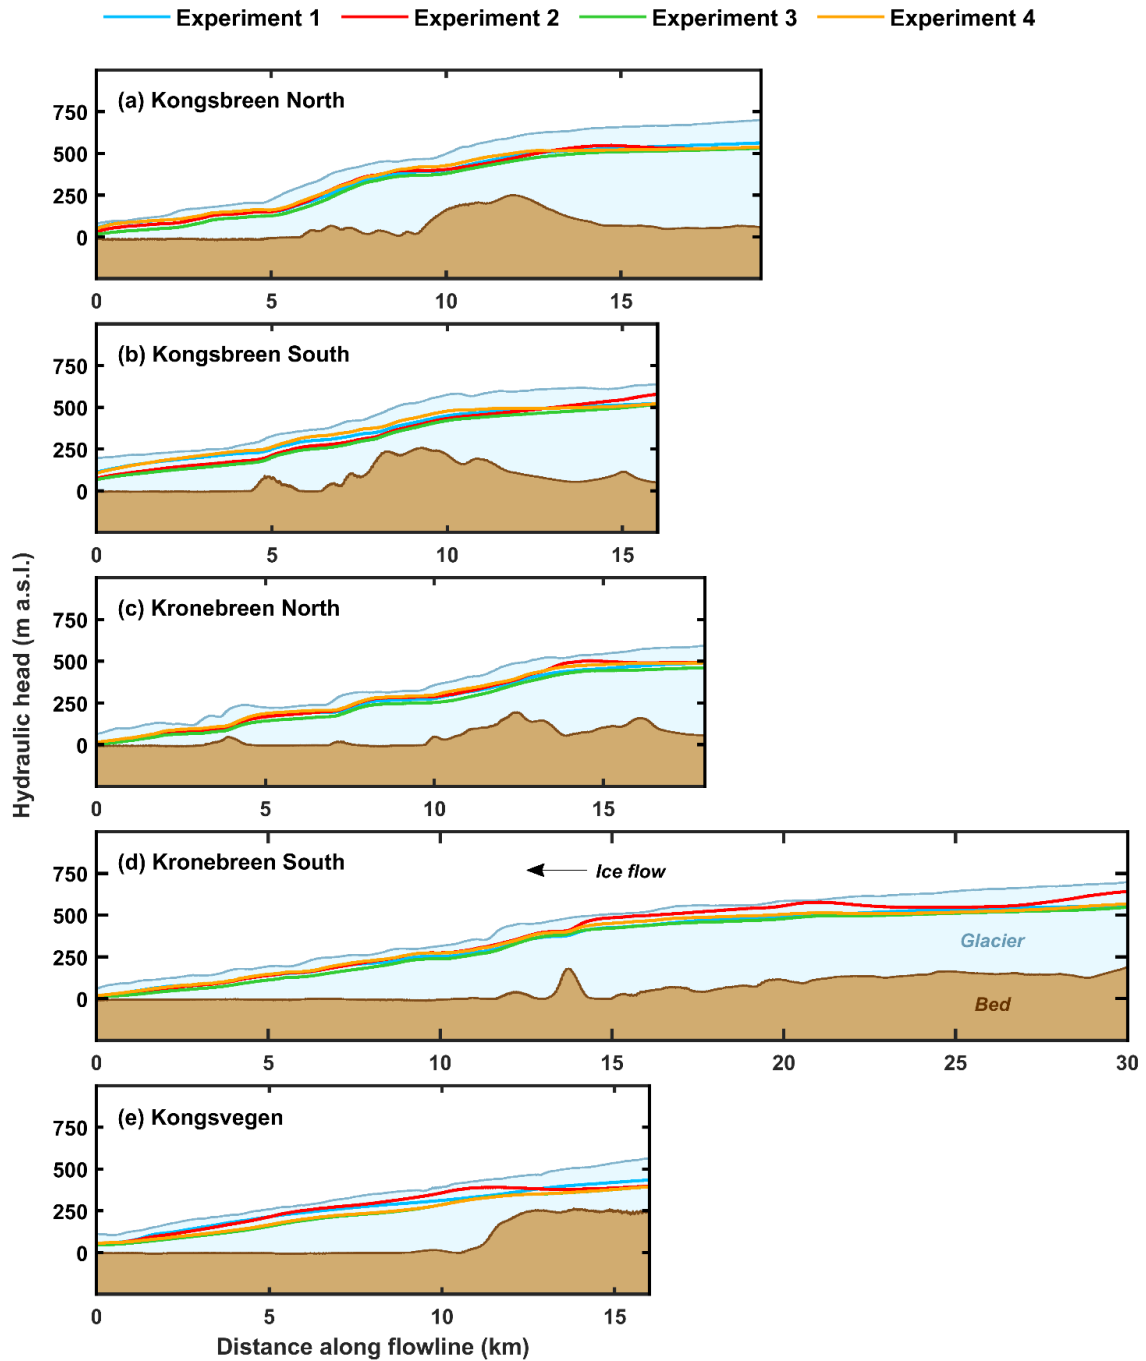 Experiment 1 Experiment 2 Experiment 3 Experiment 4
(a) Kongsbreen North
750
500
250
0
0 5 10 15
(b) Kongsbreen South
750
500
250
0
0 5 10 15
(c) Kronebreen North
750
500
250
0
0 5 10 15
Hydraulic head (m a.s.l.)
(d) Kronebreen South
Ice flow
750
500
250
0
Glacier
Bed
0 5 10 15 20 25 30
(e) Kongsvegen
750
500
250
0
0 5 10 15
Distance along flowline (km)